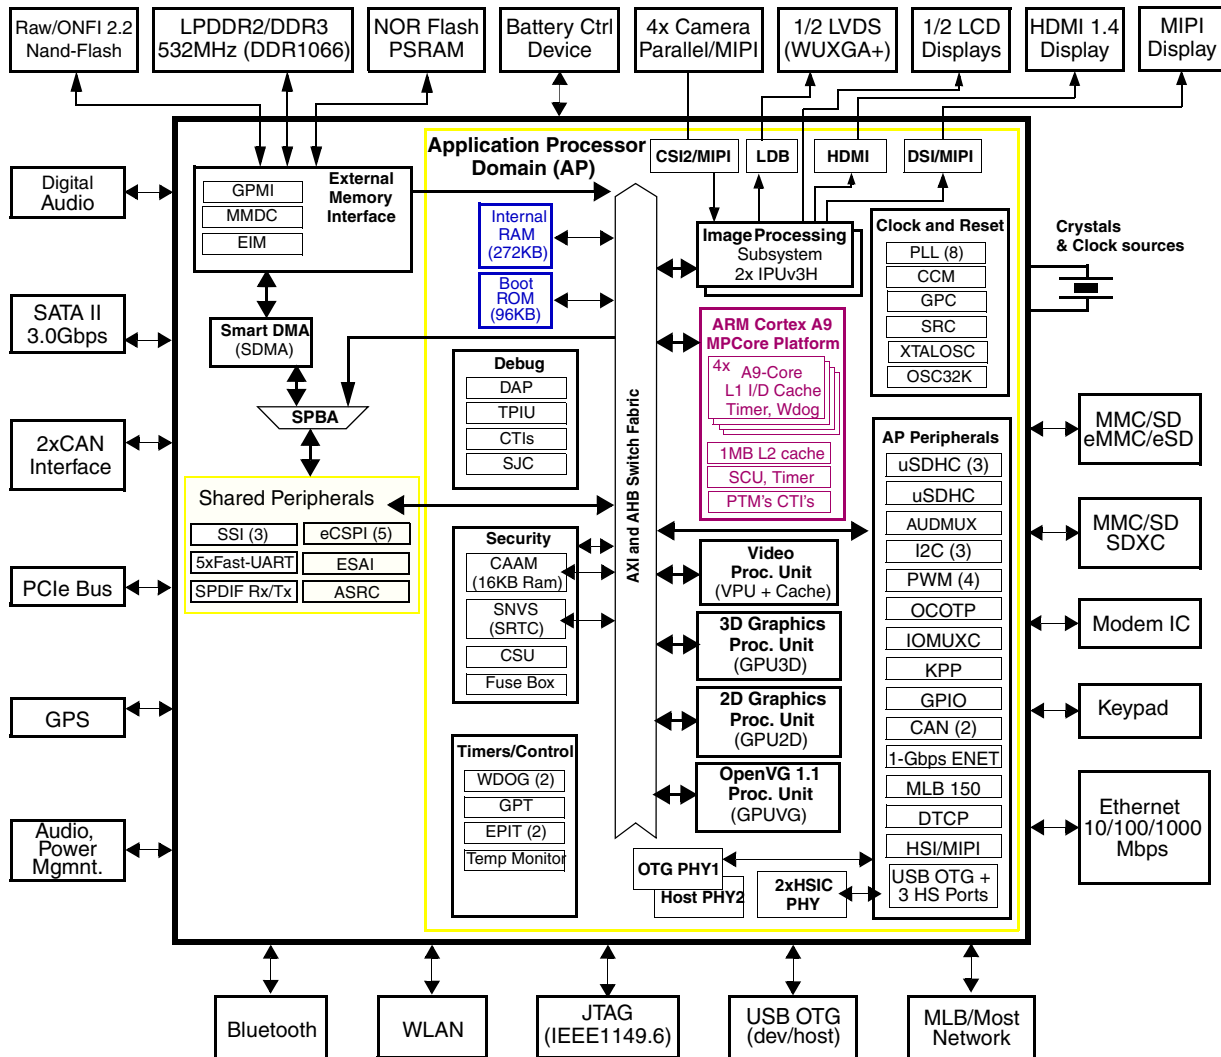 Raw/ONFI 2.2
Nand-Flash
LPDDR2/DDR3
532MHz (DDR1066)
NOR Flash
PSRAM
Battery Ctrl
Device
4x Camera
Parallel/MIPI
1/2 LVDS
(WUXGA+)
1/2 LCD
Displays
HDMI 1.4
Display
MIPI
Display
Digital
Audio
SATA II
3.0Gbps
2xCAN
Interface
PCIe Bus
GPS
Audio,
Power
Mgmnt.
External
Memory
Interface
GPMI
MMDC
EIM
Smart DMA
(SDMA)
SPBA
Shared Peripherals
SSI (3)
eCSPI (5)
5xFast-UART
ESAI
SPDIF Rx/Tx
ASRC
Application Processor
Domain (AP)
Internal
RAM
(272KB)
Boot
ROM
(96KB)
Debug
DAP
TPIU
CTIs
SJC
Security
CAAM
(16KB Ram)
SNVS
(SRTC)
CSU
Fuse Box
Timers/Control
WDOG (2)
GPT
EPIT (2)
Temp Monitor
AXI and AHB Switch Fabric
CSI2/MIPI
LDB
HDMI
DSI/MIPI
Image Processing
Subsystem
2x IPUv3H
ARM Cortex A9
MPCore Platform
4x
A9-Core
L1 I/D Cache
Timer, Wdog
1MB L2 cache
SCU, Timer
PTM's CTI's
Video
Proc. Unit
(VPU + Cache)
3D Graphics
Proc. Unit
(GPU3D)
2D Graphics
Proc. Unit
(GPU2D)
OpenVG 1.1
Proc. Unit
(GPUVG)
OTG PHY1
Host PHY2
2xHSIC
PHY
Clock and Reset
PLL (8)
CCM
GPC
SRC
XTALOSC
OSC32K
AP Peripherals
uSDHC (3)
uSDHC
AUDMUX
I2C (3)
PWM (4)
OCOTP
IOMUXC
KPP
GPIO
CAN (2)
1-Gbps ENET
MLB 150
DTCP
HSI/MIPI
USB OTG +
3 HS Ports
Crystals
& Clock sources
MMC/SD
eMMC/eSD
MMC/SD
SDXC
Modem IC
Keypad
Ethernet
10/100/1000
Mbps
Bluetooth
WLAN
JTAG
(IEEE1149.6)
USB OTG
(dev/host)
MLB/Most
Network